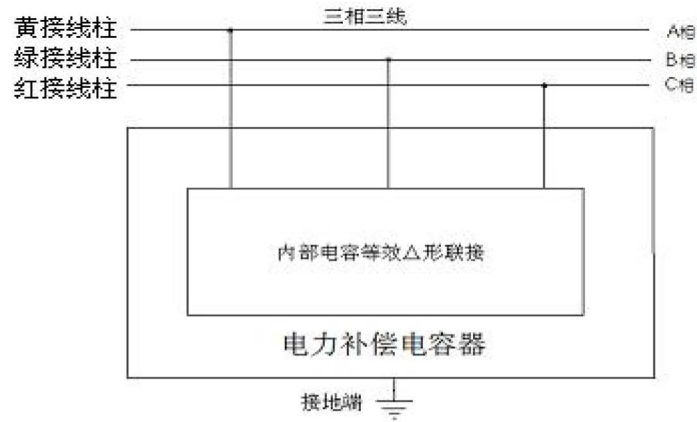 三相三线
黄接线柱 A相
绿接线柱 B相
红接线柱 C相
内部电容等效△形联接
电力补偿电容器
接地端